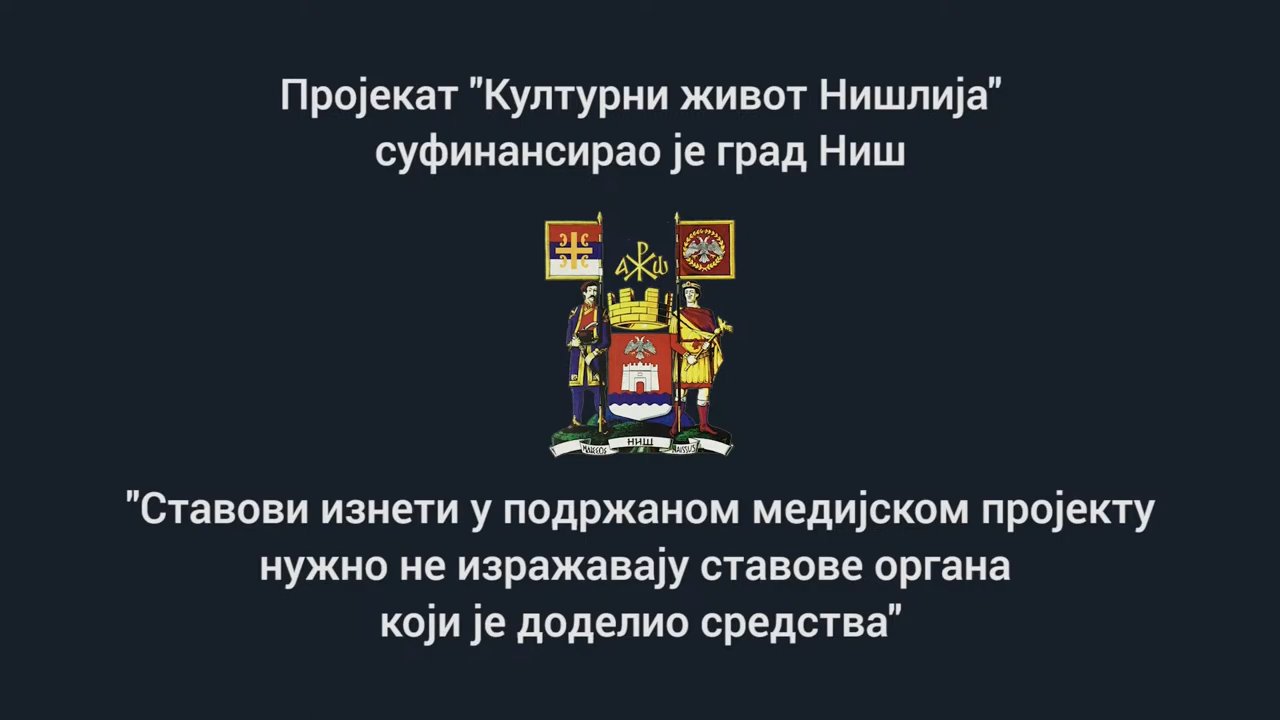 Пројекат "Културни живот Нишлија"
суфинансирао је град Ниш
НИШ
NAISSUS
"Ставови изнети у подржаном медијском пројекту
нужно не изражавају ставове органа
који је доделио средства"